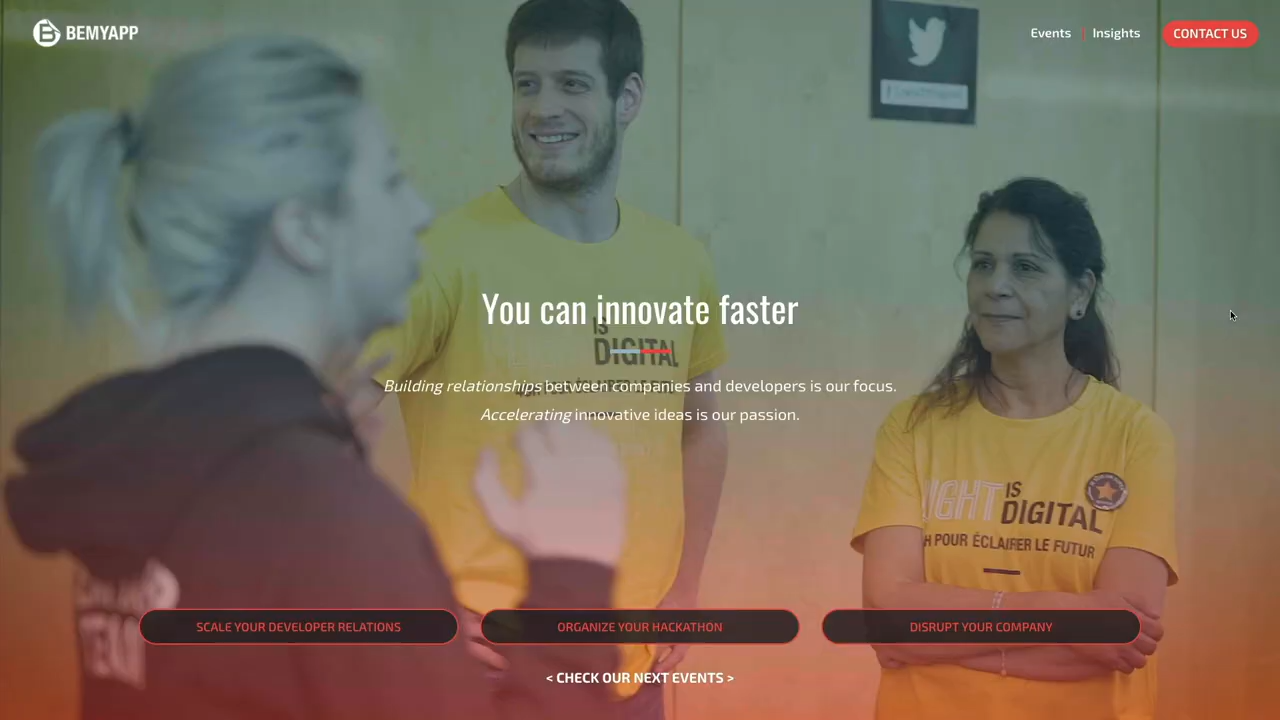 BEMYAPP
Events | Insights
CONTACT US
You can innovate faster
IS
DIGITAL
Building relationships between companies and developers is our focus.
Accelerating innovative ideas is our passion.
IS
DIGITAL
POUR ÉCLAIRER LE FUTUR
TEAM
SCALE YOUR DEVELOPER RELATIONS
ORGANIZE YOUR HACKATHON
DISRUPT YOUR COMPANY
< CHECK OUR NEXT EVENTS >